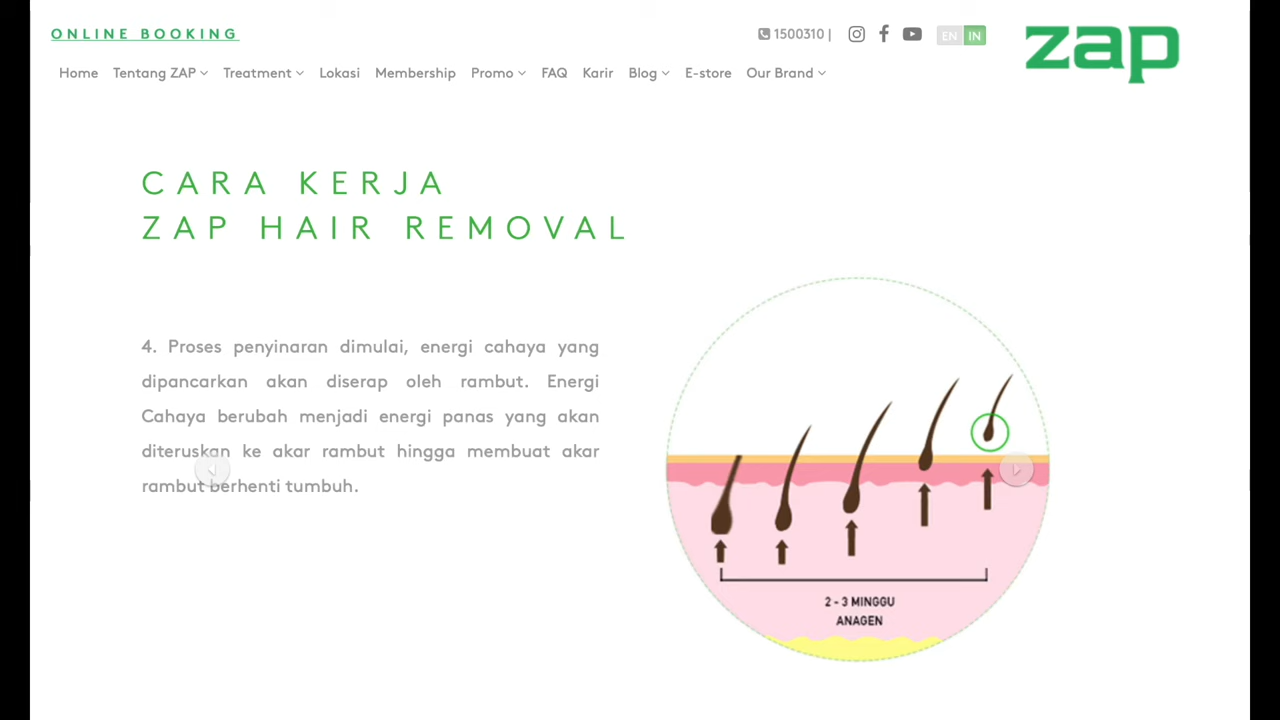 ONLINE BOOKING
1500310 |
EN IN
zap
Home Tentang ZAP Treatment Lokasi Membership Promo FAQ Karir Blog E-store Our Brand
CARA KERJA
ZAP HAIR REMOVAL
4. Proses penyinaran dimulai, energi cahaya yang
dipancarkan akan diserap oleh rambut. Energi
Cahaya berubah menjadi energi panas yang akan
diteruskan ke akar rambut hingga membuat akar
rambut berhenti tumbuh.
2 - 3 MINGGU
ANAGEN